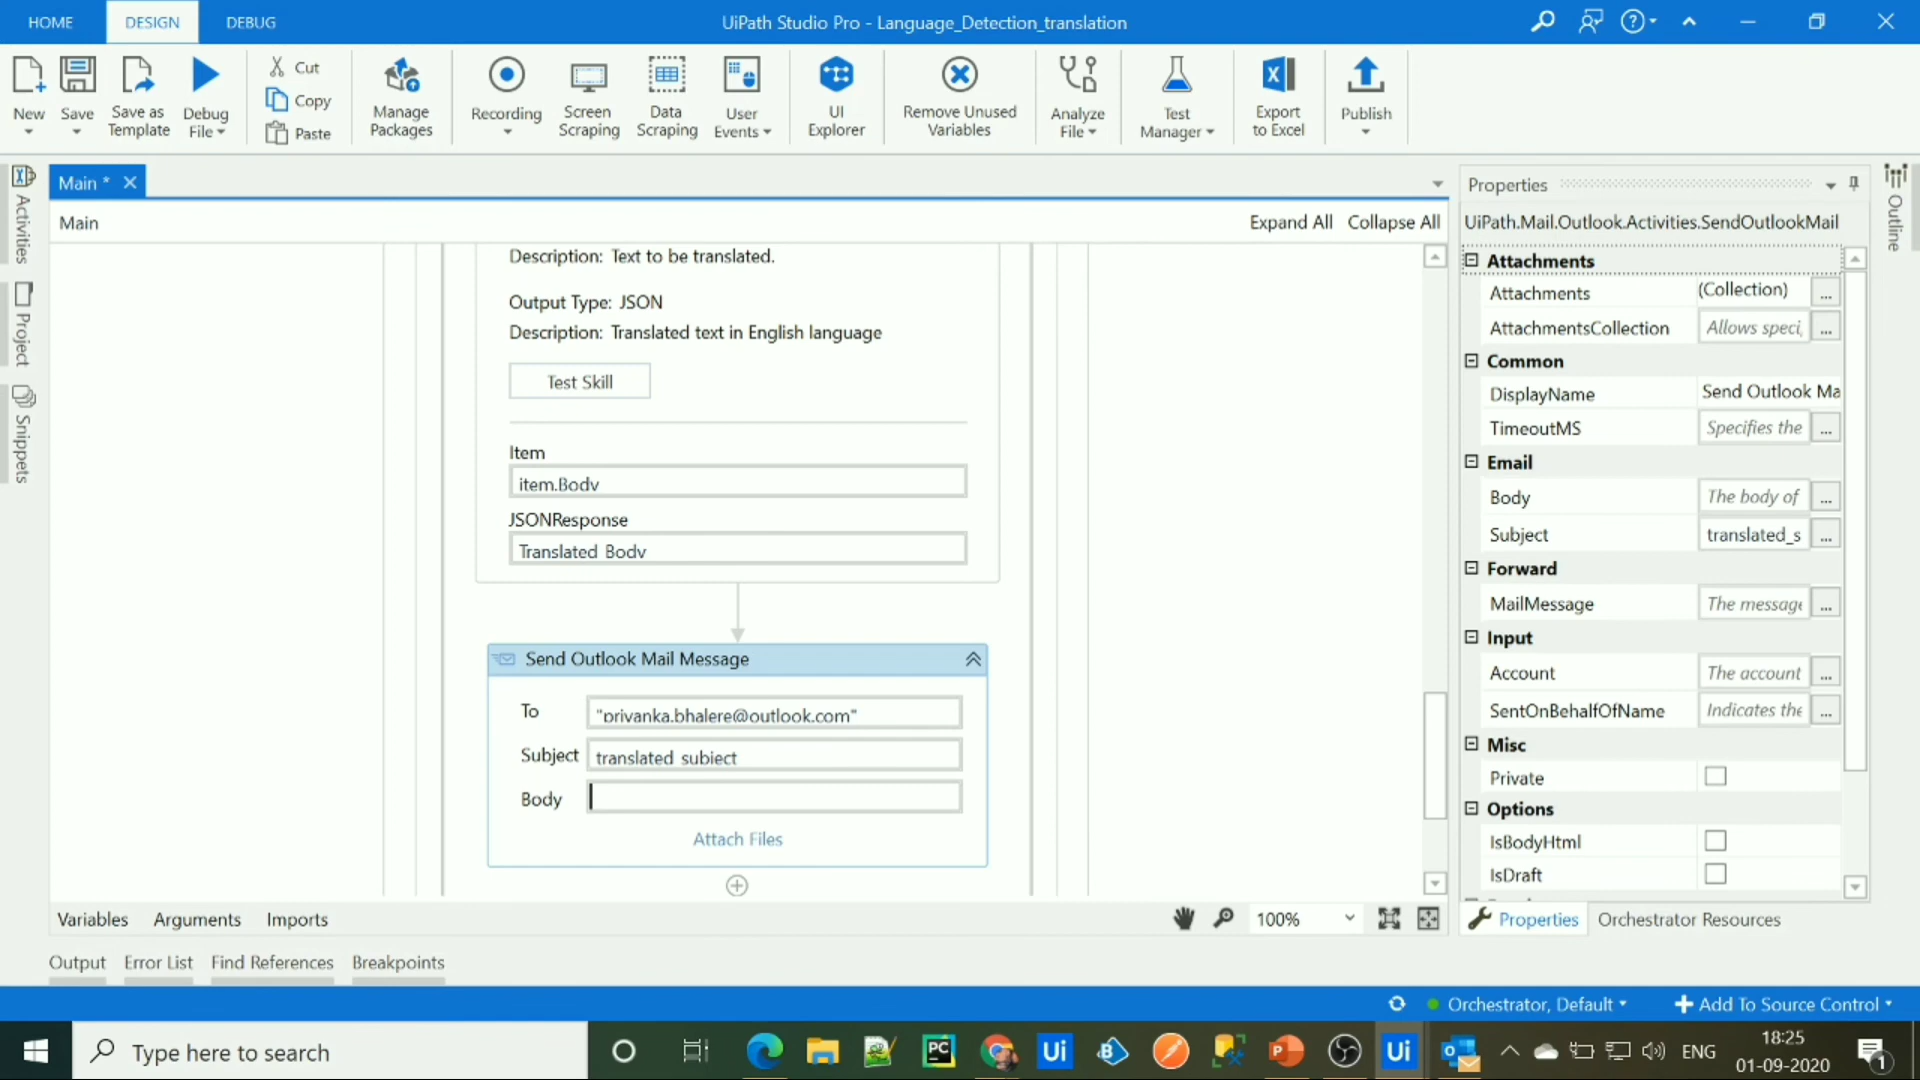 HOME DESIGN DEBUG
UiPath Studio Pro - Language_Detection_translation
New
Save
Save as Template
Debug File
Cut
Copy
Paste
Manage Packages
Recording
Screen Scraping
Data Scraping
User Events
UI Explorer
Remove Unused Variables
Analyze File
Test Manager
Export to Excel
Publish
Activities
Project
Snippets
Main *
Main
Expand All Collapse All
Description: Text to be translated.
Output Type: JSON
Description: Translated text in English language
Test Skill
Item
item.Body
JSONResponse
Translated Body
Send Outlook Mail Message
To "priyanka.bhalere@outlook.com"
Subject translated subject
Body
Attach Files
Properties
UiPath.Mail.Outlook.Activities.SendOutlookMail
Attachments
Attachments (Collection) ...
AttachmentsCollection Allows speci, ...
Common
DisplayName Send Outlook Ma
TimeoutMS Specifies the ...
Email
Body The body of ...
Subject translated_s ...
Forward
MailMessage The message ...
Input
Account The account ...
SentOnBehalfOfName Indicates the ...
Misc
Private
Options
IsBodyHtml
IsDraft
Outline
Variables Arguments Imports
100%
Properties Orchestrator Resources
Output Error List Find References Breakpoints
Orchestrator, Default
Add To Source Control
Type here to search
PC
Ui
Ui
ENG
18:25
01-09-2020
1